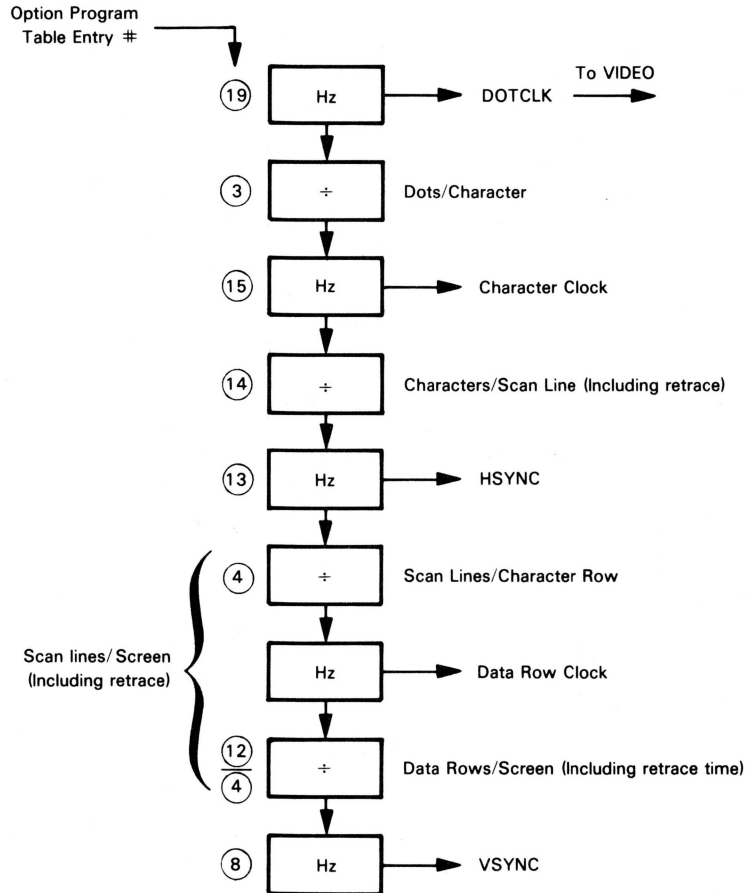 Option Program
Table Entry #
19 Hz DOTCLK To VIDEO
3 ÷ Dots/Character
15 Hz Character Clock
14 ÷ Characters/Scan Line (Including retrace)
13 Hz HSYNC
4 ÷ Scan Lines/Character Row
Scan lines/Screen
(Including retrace)
Hz Data Row Clock
12
4
÷ Data Rows/Screen (Including retrace time)
8 Hz VSYNC